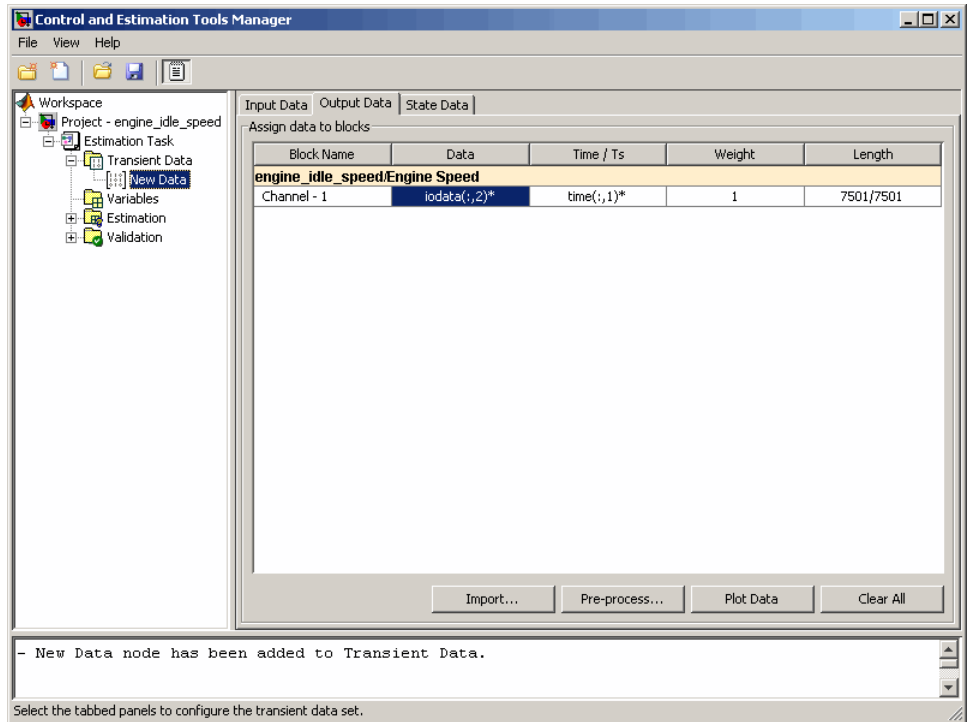 Control and Estimation Tools Manager
File View Help
Workspace
Project - engine_idle_speed
Estimation Task
Transient Data
New Data
Variables
Estimation
Validation
Input Data Output Data State Data
Assign data to blocks
Block Name Data Time / Ts Weight Length
engine_idle_speed/Engine Speed
Channel - 1 iodata(:,2)* time(:,1)* 1 7501/7501
Import... Pre-process... Plot Data Clear All
- New Data node has been added to Transient Data.
Select the tabbed panels to configure the transient data set.